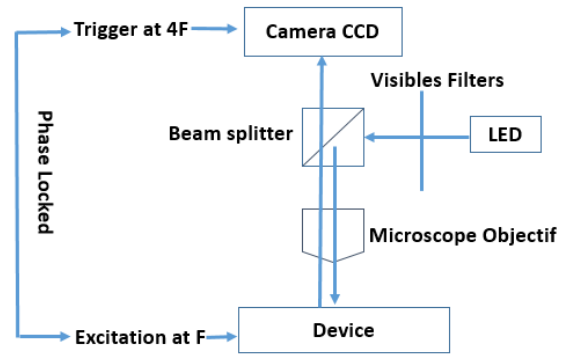 Trigger at 4F
Camera CCD
Visibles Filters
Beam splitter
LED
Phase Locked
Microscope Objectif
Excitation at F
Device